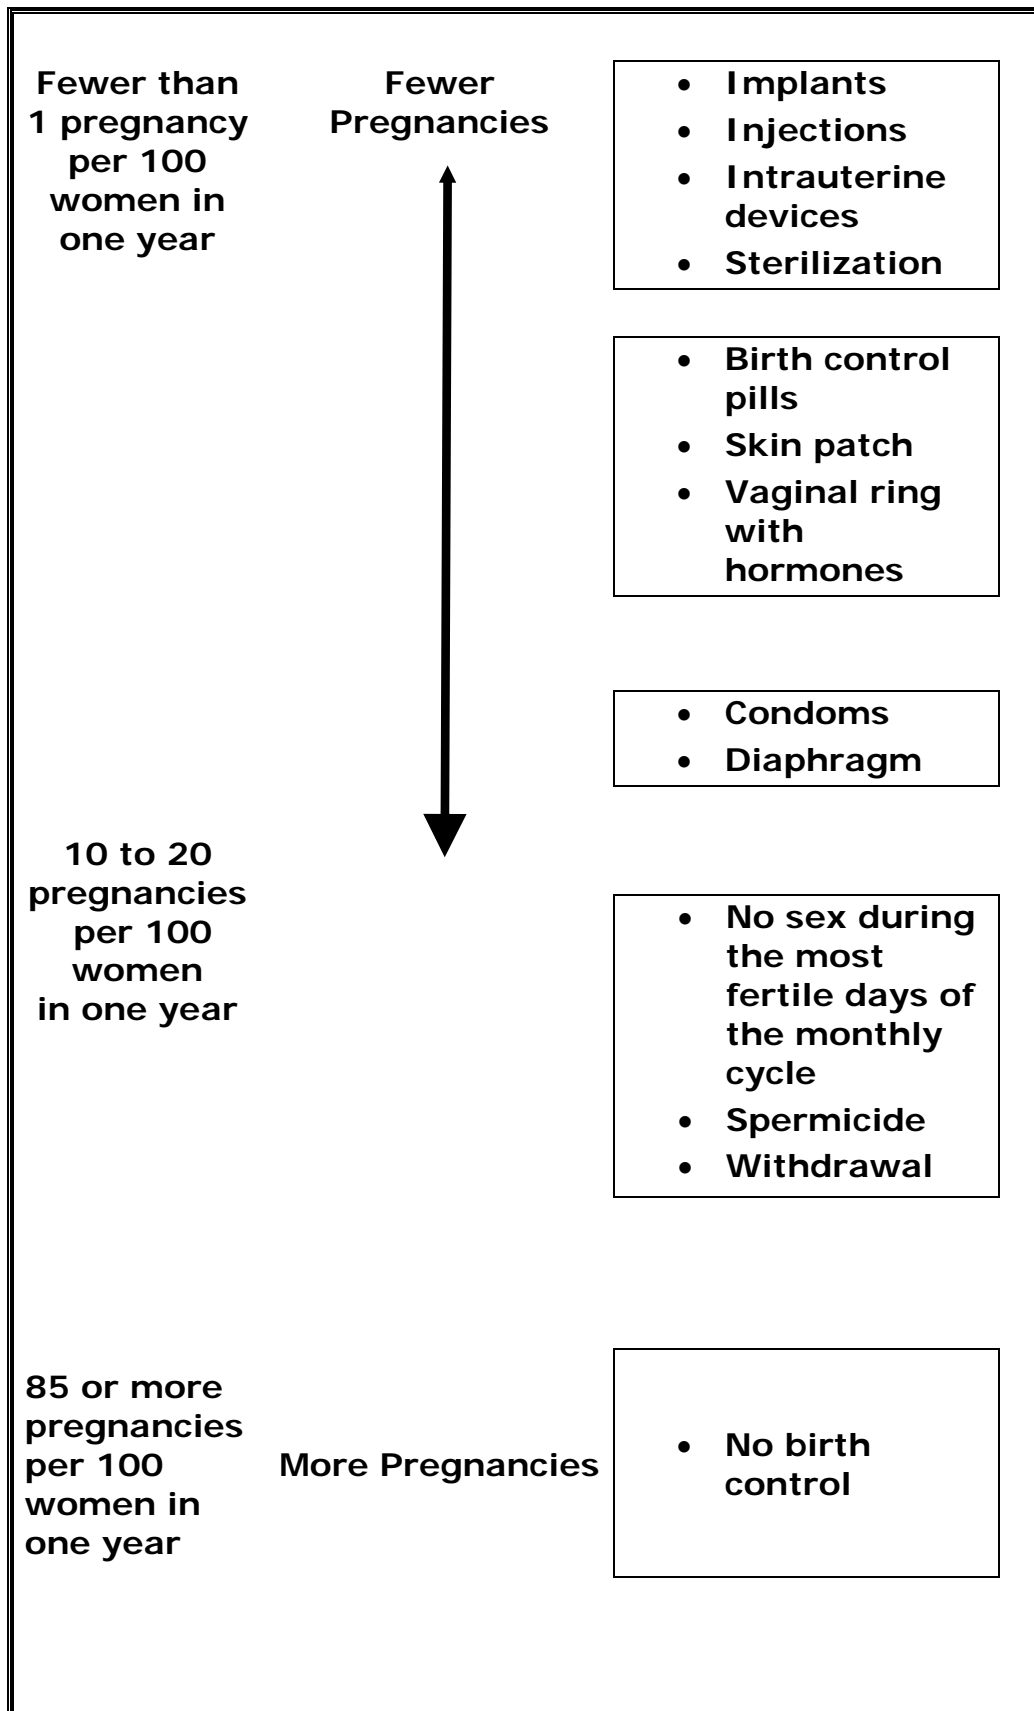 Fewer than
1 pregnancy
per 100
women in
one year
Fewer
Pregnancies
• Implants
• Injections
• Intrauterine
devices
• Sterilization
• Birth control
pills
• Skin patch
• Vaginal ring
with
hormones
• Condoms
• Diaphragm
10 to 20
pregnancies
per 100
women
in one year
• No sex during
the most
fertile days of
the monthly
cycle
• Spermicide
• Withdrawal
85 or more
pregnancies
per 100
women in
one year
More Pregnancies
• No birth
control